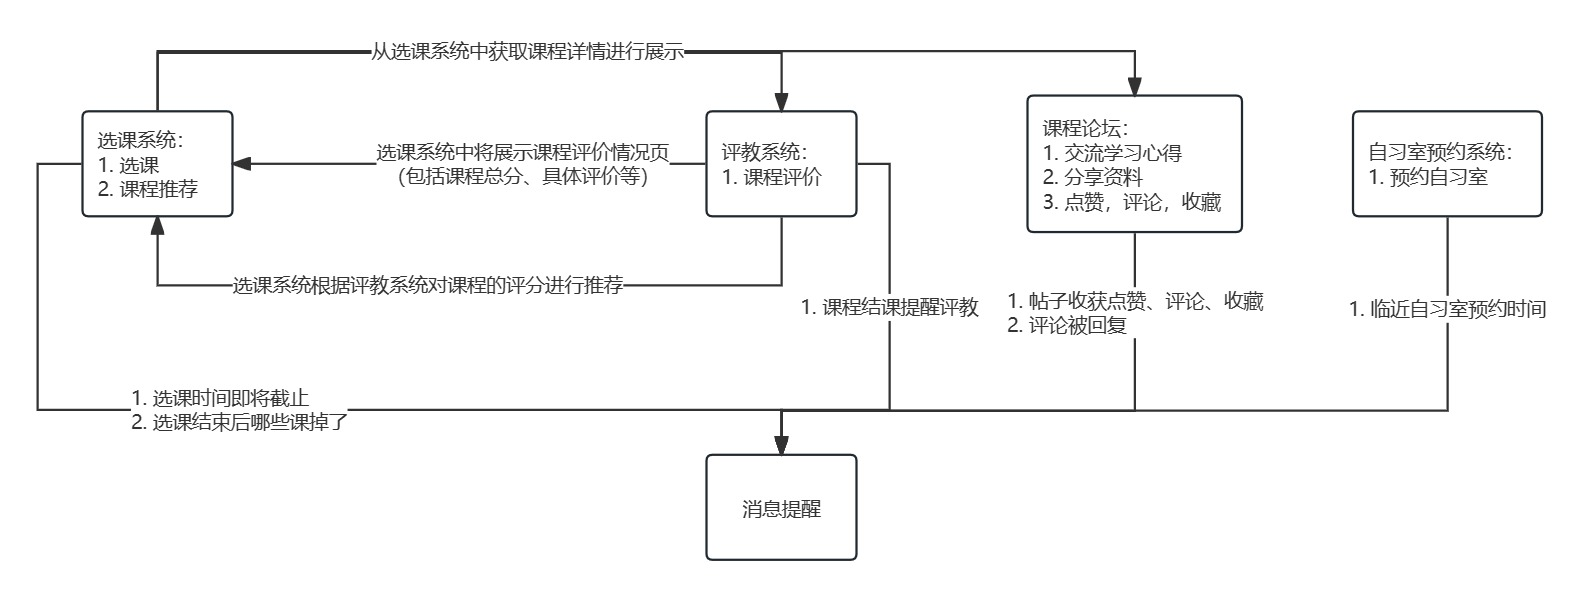 从选课系统中获取课程详情进行展示
选课系统：
1. 选课
2. 课程推荐
选课系统中将展示课程评价情况页
（包括课程总分、具体评价等）
评教系统：
1. 课程评价
课程论坛：
1. 交流学习心得
2. 分享资料
3. 点赞，评论，收藏
自习室预约系统：
1. 预约自习室
选课系统根据评教系统对课程的评分进行推荐
1. 课程结课提醒评教
1. 帖子收获点赞、评论、收藏
2. 评论被回复
1. 临近自习室预约时间
1. 选课时间即将截止
2. 选课结束后哪些课掉了
消息提醒